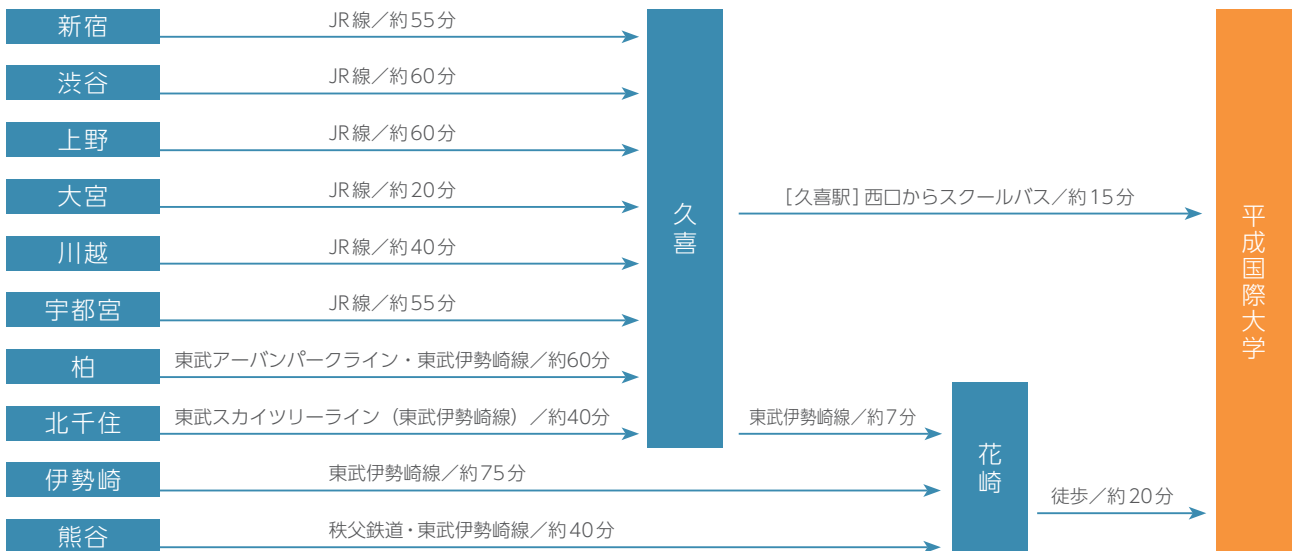 新宿
JR線／約55分
渋谷
JR線／約60分
上野
JR線／約60分
大宮
JR線／約20分
川越
JR線／約40分
宇都宮
JR線／約55分
柏
東武アーバンパークライン・東武伊勢崎線／約60分
北千住
東武スカイツリーライン（東武伊勢崎線）／約40分
伊勢崎
東武伊勢崎線／約75分
熊谷
秩父鉄道・東武伊勢崎線／約40分
久喜
［久喜駅］西口からスクールバス／約15分
東武伊勢崎線／約7分
花崎
徒歩／約20分
平成国際大学